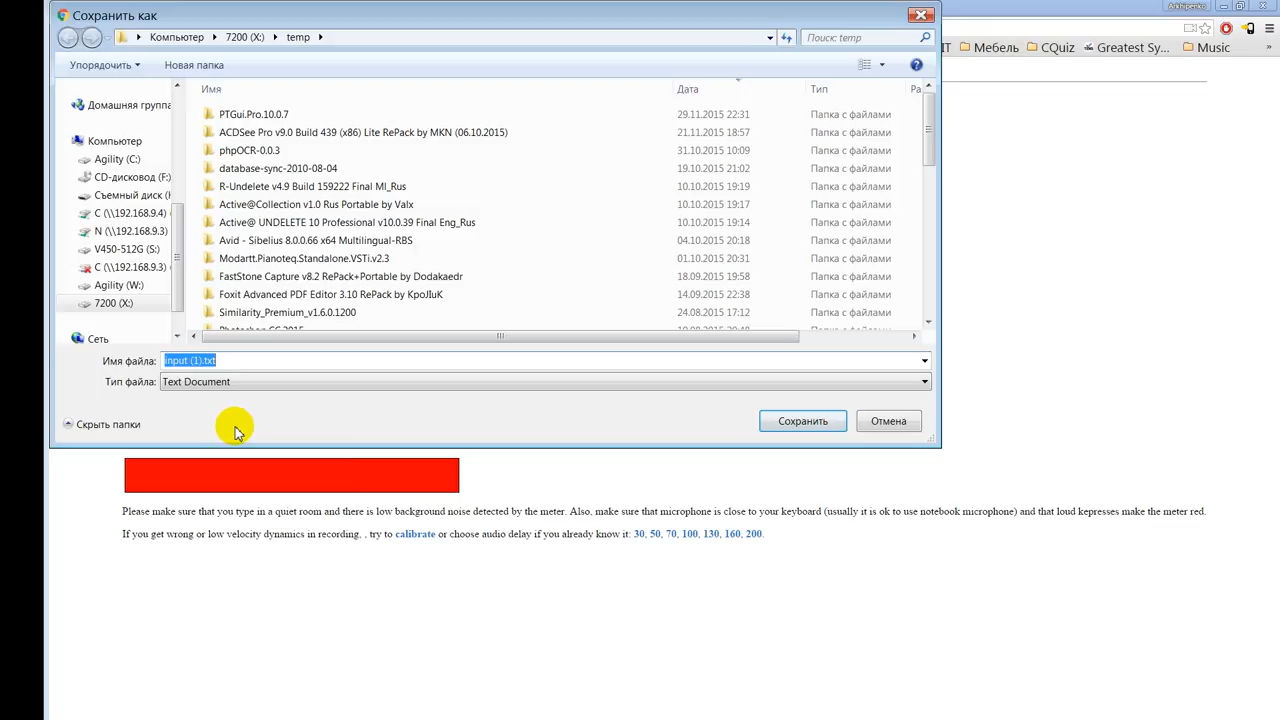 Сохранить как
Arkhipenko
Компьютер 7200 (X:) temp
Поиск: temp
IT Мебель CQuiz Greatest Sy... Music »
Упорядочить Новая папка
Имя Дата Тип Ра
Домашняя группа
Компьютер
Agility (C:)
CD-дисковод (F:)
Съемный диск (H
C (\\192.168.9.4)
N (\\192.168.9.3)
V450-512G (S:)
C (\\192.168.9.3)
Agility (W:)
7200 (X:)
Сеть
PTGui.Pro.10.0.7 29.11.2015 22:31 Папка с файлами
ACDSee Pro v9.0 Build 439 (x86) Lite RePack by MKN (06.10.2015) 21.11.2015 18:57 Папка с файлами
phpOCR-0.0.3 31.10.2015 10:09 Папка с файлами
database-sync-2010-08-04 19.10.2015 21:02 Папка с файлами
R-Undelete v4.9 Build 159222 Final Ml_Rus 10.10.2015 19:19 Папка с файлами
Active@Collection v1.0 Rus Portable by Valx 10.10.2015 19:17 Папка с файлами
Active@ UNDELETE 10 Professional v10.0.39 Final Eng_Rus 10.10.2015 19:14 Папка с файлами
Avid - Sibelius 8.0.0.66 x64 Multilingual-RBS 04.10.2015 20:18 Папка с файлами
Modartt.Pianoteq.Standalone.VSTi.v2.3 01.10.2015 20:31 Папка с файлами
FastStone Capture v8.2 RePack+Portable by Dodakaedr 18.09.2015 19:58 Папка с файлами
Foxit Advanced PDF Editor 3.10 RePack by KpoJIuK 14.09.2015 22:38 Папка с файлами
Similarity_Premium_v1.6.0.1200 24.08.2015 17:12 Папка с файлами
Photoshop CC 2015 19.08.2015 20:48 Папка с файлами
Имя файла: input (1).txt
Тип файла: Text Document
Скрыть папки Сохранить Отмена
Please make sure that you type in a quiet room and there is low background noise detected by the meter. Also, make sure that microphone is close to your keyboard (usually it is ok to use notebook microphone) and that loud kepresses make the meter red.
If you get wrong or low velocity dynamics in recording, , try to calibrate or choose audio delay if you already know it: 30, 50, 70, 100, 130, 160, 200.